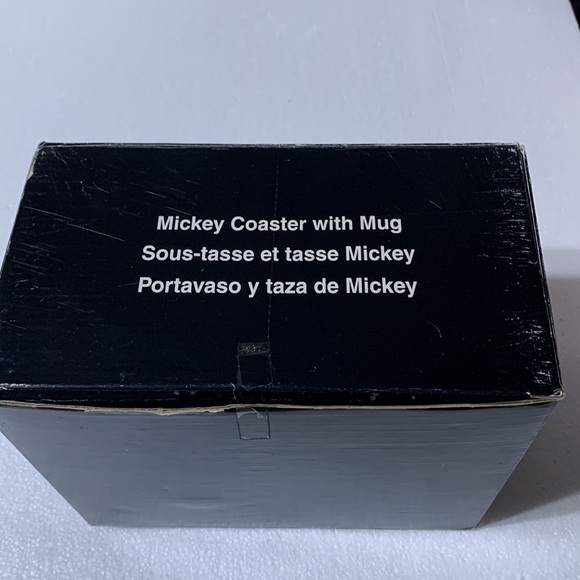 Mickey Coaster with Mug
Sous-tasse et tasse Mickey
Portavaso y taza de Mickey